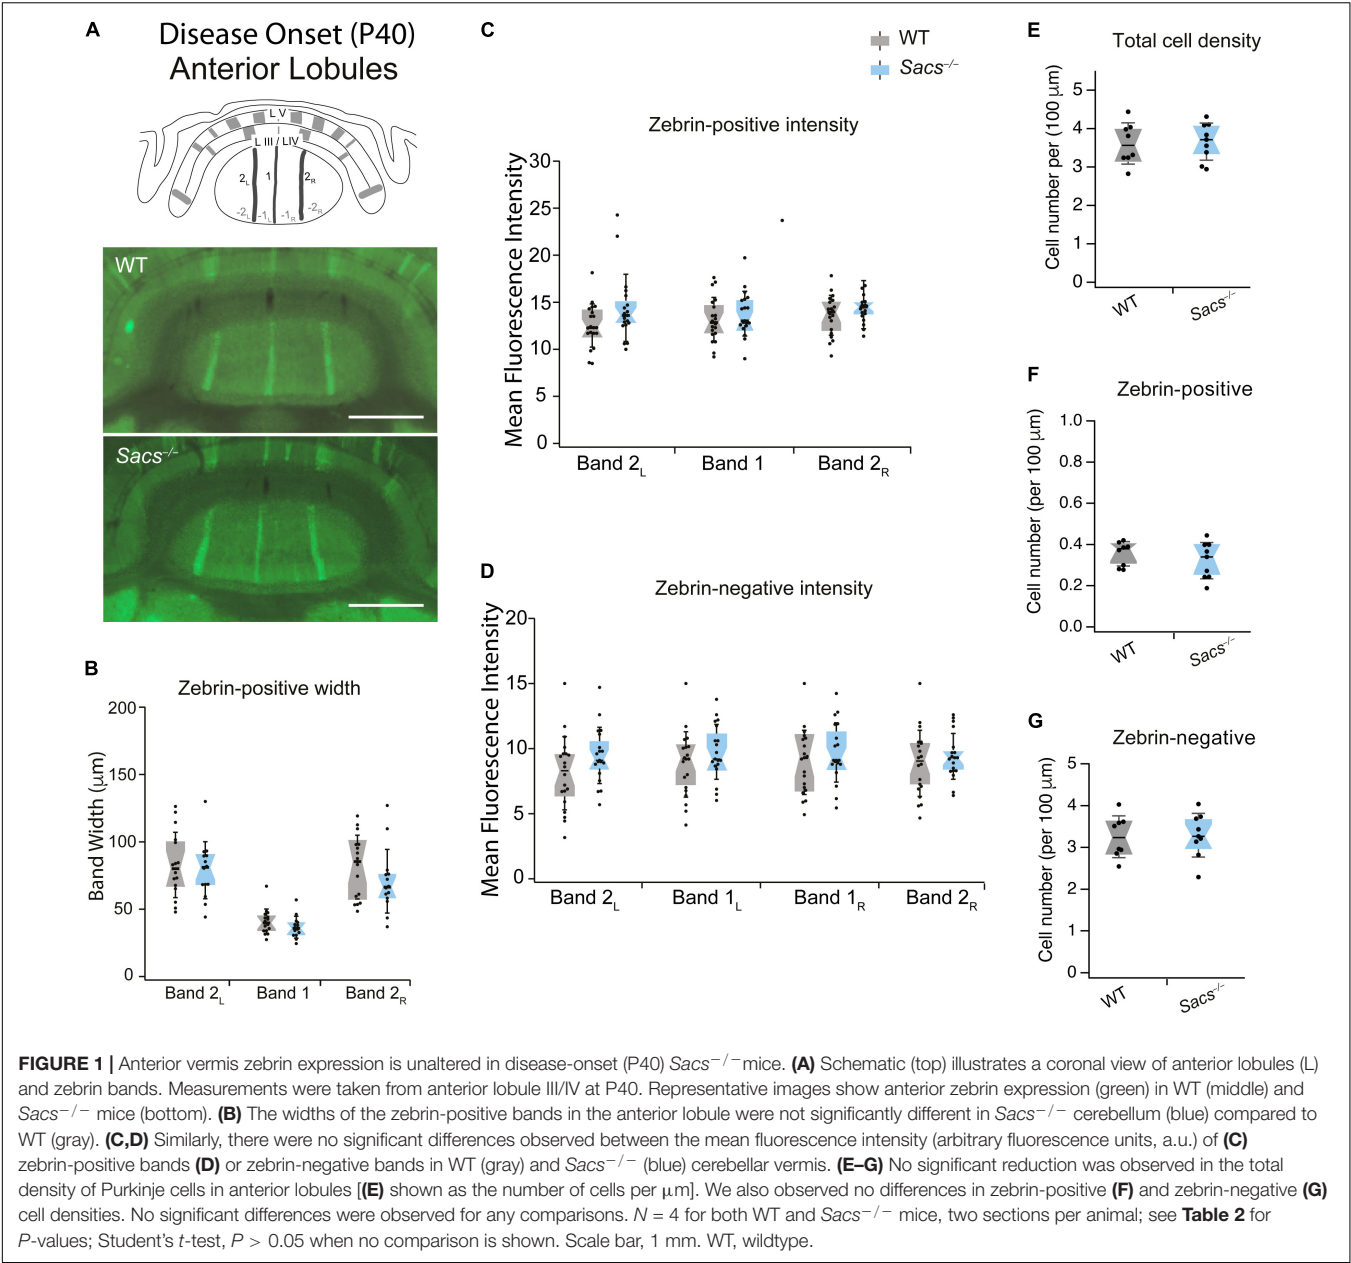 A
Disease Onset (P40)
Anterior Lobules
L V
L III / LIV
2L 1 2R
-2L -1L -1R -2R
WT
Sacs–/–
B
Zebrin-positive width
Band Width (µm)
200
150
100
50
0
Band 2L Band 1 Band 2R
C
WT
Sacs–/–
Zebrin-positive intensity
Mean Fluorescence Intensity
30
25
20
15
10
5
0
Band 2L Band 1 Band 2R
D
Zebrin-negative intensity
Mean Fluorescence Intensity
20
15
10
5
0
Band 2L Band 1L Band 1R Band 2R
E
Total cell density
Cell number per (100 µm)
5
4
3
2
1
0
WT Sacs–/–
F
Zebrin-positive
Cell number (per 100 µm)
1.0
0.8
0.6
0.4
0.2
0.0
WT Sacs–/–
G
Zebrin-negative
Cell number (per 100 µm)
5
4
3
2
1
0
WT Sacs–/–
FIGURE 1 | Anterior vermis zebrin expression is unaltered in disease-onset (P40) Sacs−/−mice. (A) Schematic (top) illustrates a coronal view of anterior lobules (L)
and zebrin bands. Measurements were taken from anterior lobule III/IV at P40. Representative images show anterior zebrin expression (green) in WT (middle) and
Sacs−/− mice (bottom). (B) The widths of the zebrin-positive bands in the anterior lobule were not significantly different in Sacs−/− cerebellum (blue) compared to
WT (gray). (C,D) Similarly, there were no significant differences observed between the mean fluorescence intensity (arbitrary fluorescence units, a.u.) of (C)
zebrin-positive bands (D) or zebrin-negative bands in WT (gray) and Sacs−/− (blue) cerebellar vermis. (E–G) No significant reduction was observed in the total
density of Purkinje cells in anterior lobules [(E) shown as the number of cells per µm]. We also observed no differences in zebrin-positive (F) and zebrin-negative (G)
cell densities. No significant differences were observed for any comparisons. N = 4 for both WT and Sacs−/− mice, two sections per animal; see Table 2 for
P-values; Student's t-test, P > 0.05 when no comparison is shown. Scale bar, 1 mm. WT, wildtype.